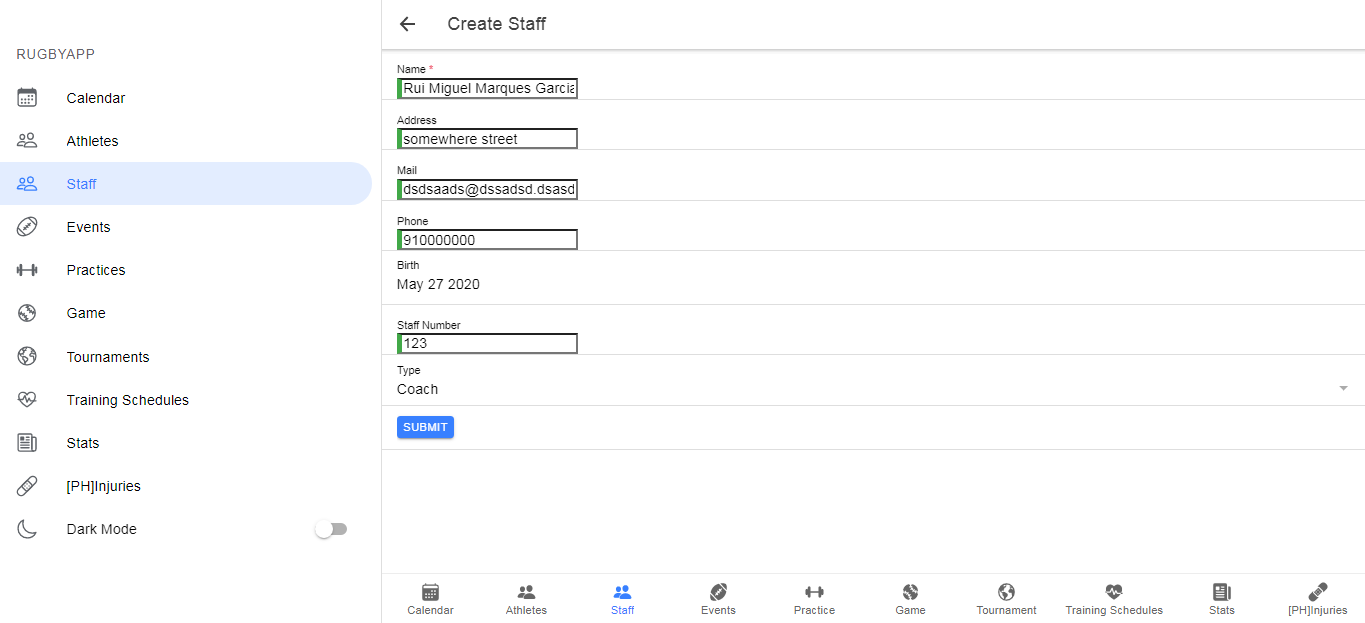 RUGBYAPP
Calendar
Athletes
Staff
Events
Practices
Game
Tournaments
Training Schedules
Stats
[PH]Injuries
Dark Mode
Create Staff
Name *
Rui Miguel Marques Garcia
Address
somewhere street
Mail
dsdsaads@dssadsd.dsasd
Phone
910000000
Birth
May 27 2020
Staff Number
123
Type
Coach
SUBMIT
Calendar
Athletes
Staff
Events
Practice
Game
Tournament
Training Schedules
Stats
[PH]Injuries